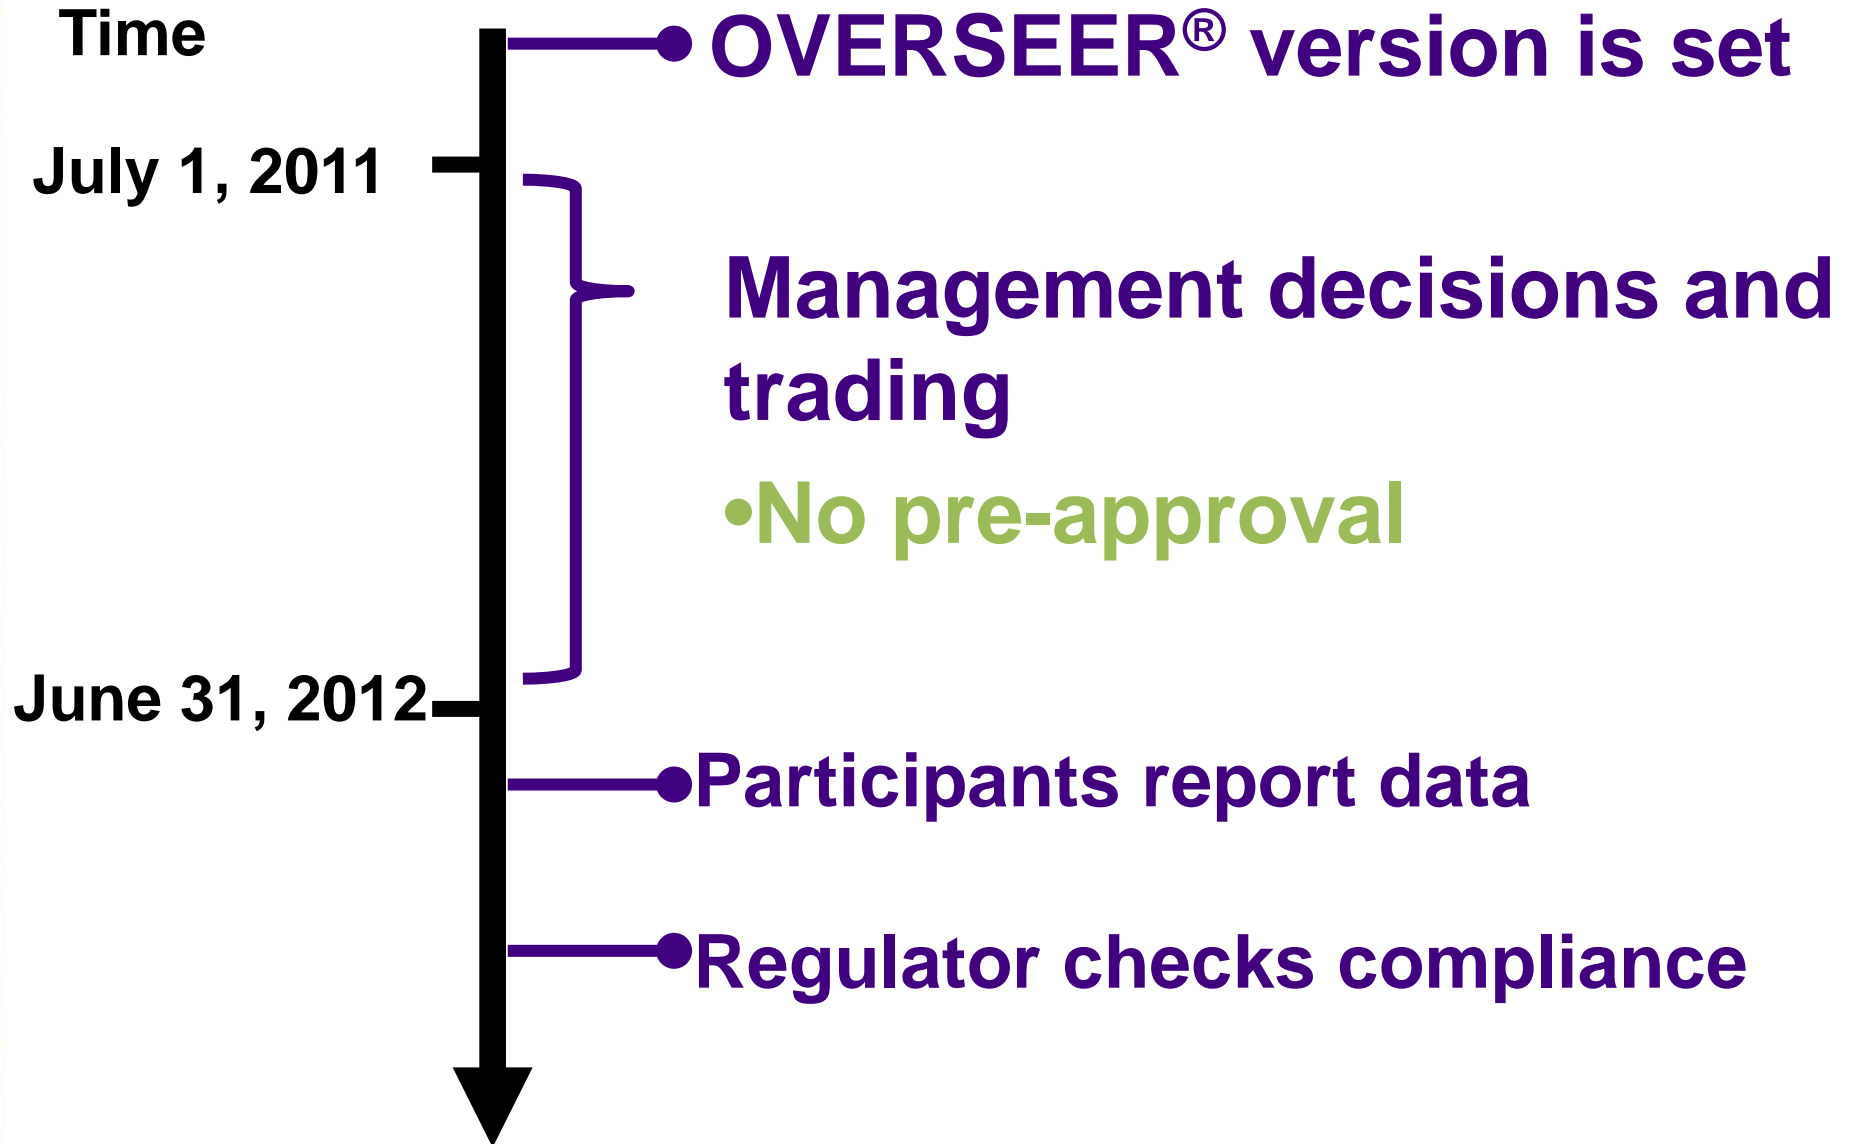 Time
OVERSEER® version is set
July 1, 2011
Management decisions and
trading
•No pre-approval
June 31, 2012
Participants report data
Regulator checks compliance